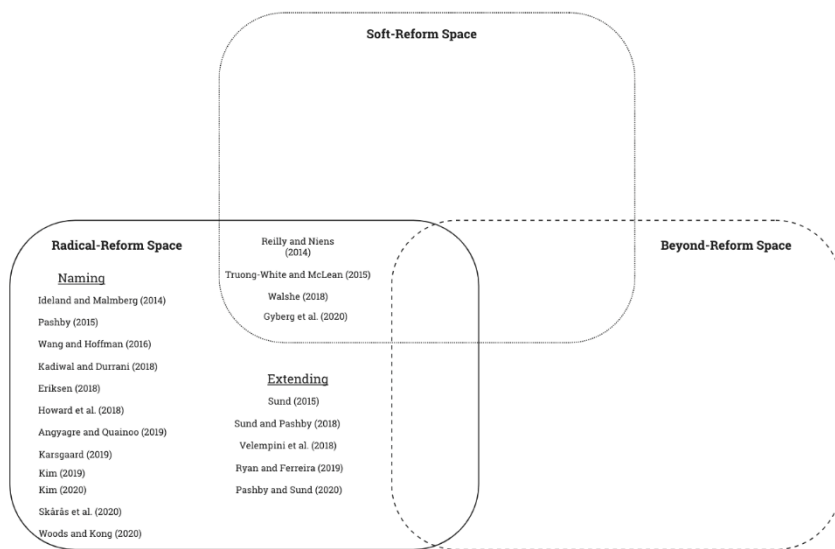 Soft-Reform Space
Radical-Reform Space
Naming
Ideland and Malmberg (2014)
Pashby (2015)
Wang and Hoffman (2016)
Kadiwal and Durrani (2018)
Eriksen (2018)
Howard et al. (2018)
Angyagre and Quainoo (2019)
Karsgaard (2019)
Kim (2019)
Kim (2020)
Skårås et al. (2020)
Woods and Kong (2020)
Reilly and Niens
(2014)
Truong-White and McLean (2015)
Walshe (2018)
Gyberg et al. (2020)
Extending
Sund (2015)
Sund and Pashby (2018)
Velempini et al. (2018)
Ryan and Ferreira (2019)
Pashby and Sund (2020)
Beyond-Reform Space